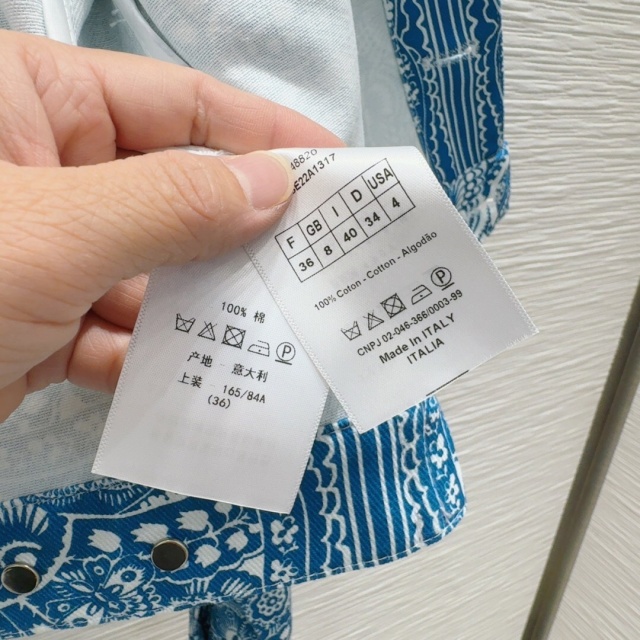 E22A1317
F GB I D USA
36 8 40 34 4
100% Coton - Cotton - Algodão
CNPJ 02-046-388/0003-99
Made in ITALY
ITALIA
100% 棉
P
产地 - 意大利
上装 - 165/84A
(36)